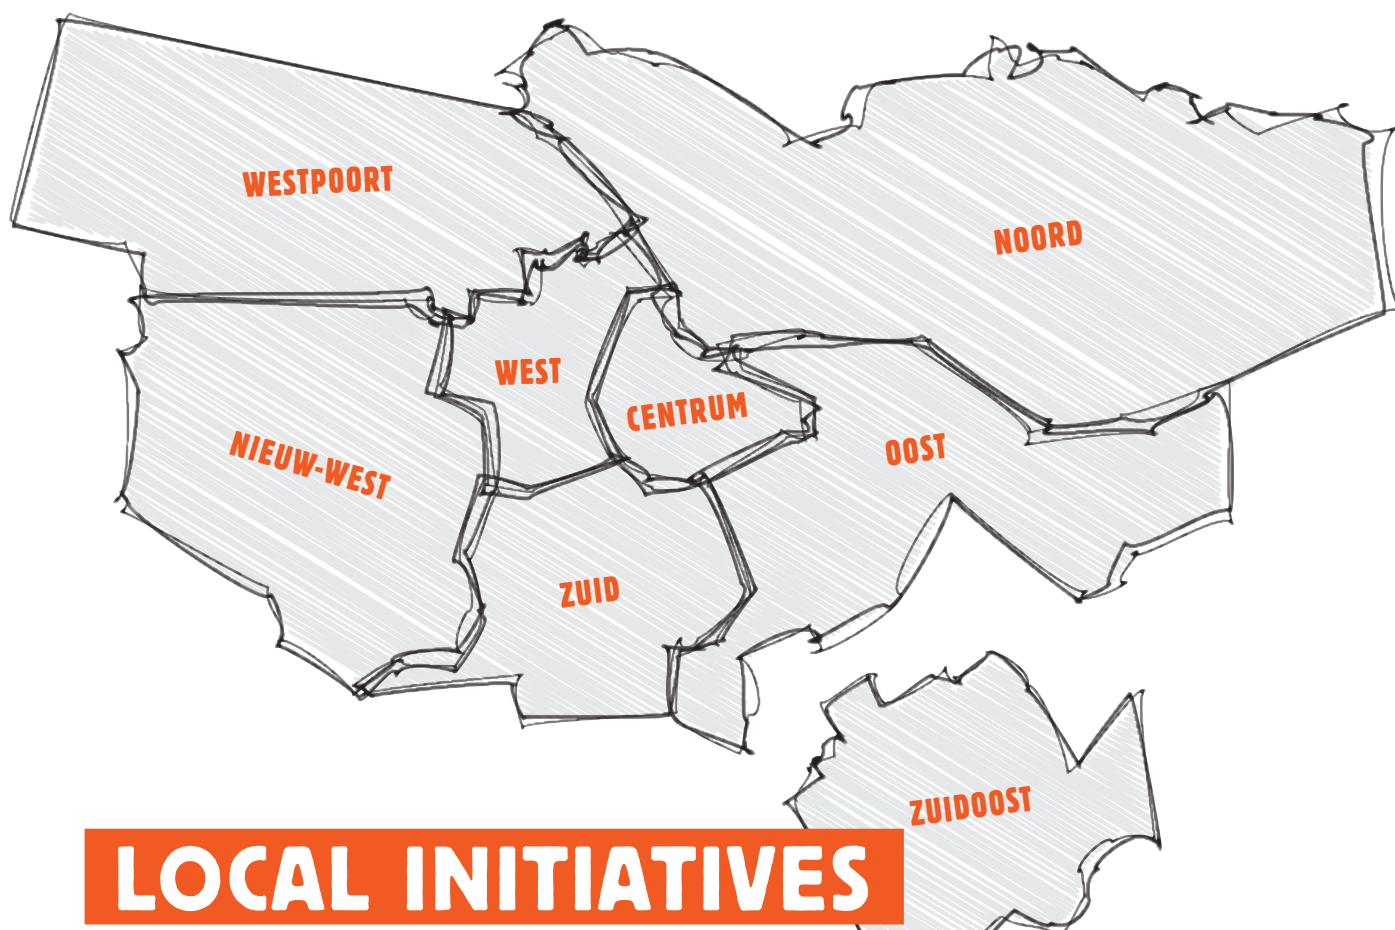 WESTPOORT
NOORD
WEST
CENTRUM
NIEUW-WEST
OOST
ZUID
ZUIDOOST
LOCAL INITIATIVES